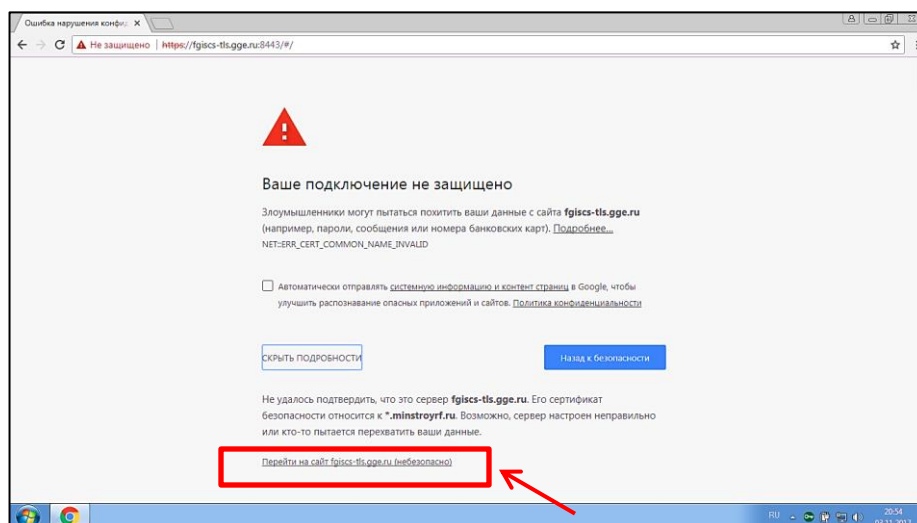 Ошибка нарушения конфид
Не защищено https://fgiscs-tls.gge.ru:8443/#/
Ваше подключение не защищено
Злоумышленники могут пытаться похитить ваши данные с сайта fgiscs-tls.gge.ru
(например, пароли, сообщения или номера банковских карт). Подробнее...
NET::ERR_CERT_COMMON_NAME_INVALID
Автоматически отправлять системную информацию и контент страниц в Google, чтобы
улучшить распознавание опасных приложений и сайтов. Политика конфиденциальности
СКРЫТЬ ПОДРОБНОСТИ
Назад к безопасности
Не удалось подтвердить, что это сервер fgiscs-tls.gge.ru. Его сертификат
безопасности относится к *.minstroyrf.ru. Возможно, сервер настроен неправильно
или кто-то пытается перехватить ваши данные.
Перейти на сайт fgiscs-tls.gge.ru (небезопасно)
RU
20:54